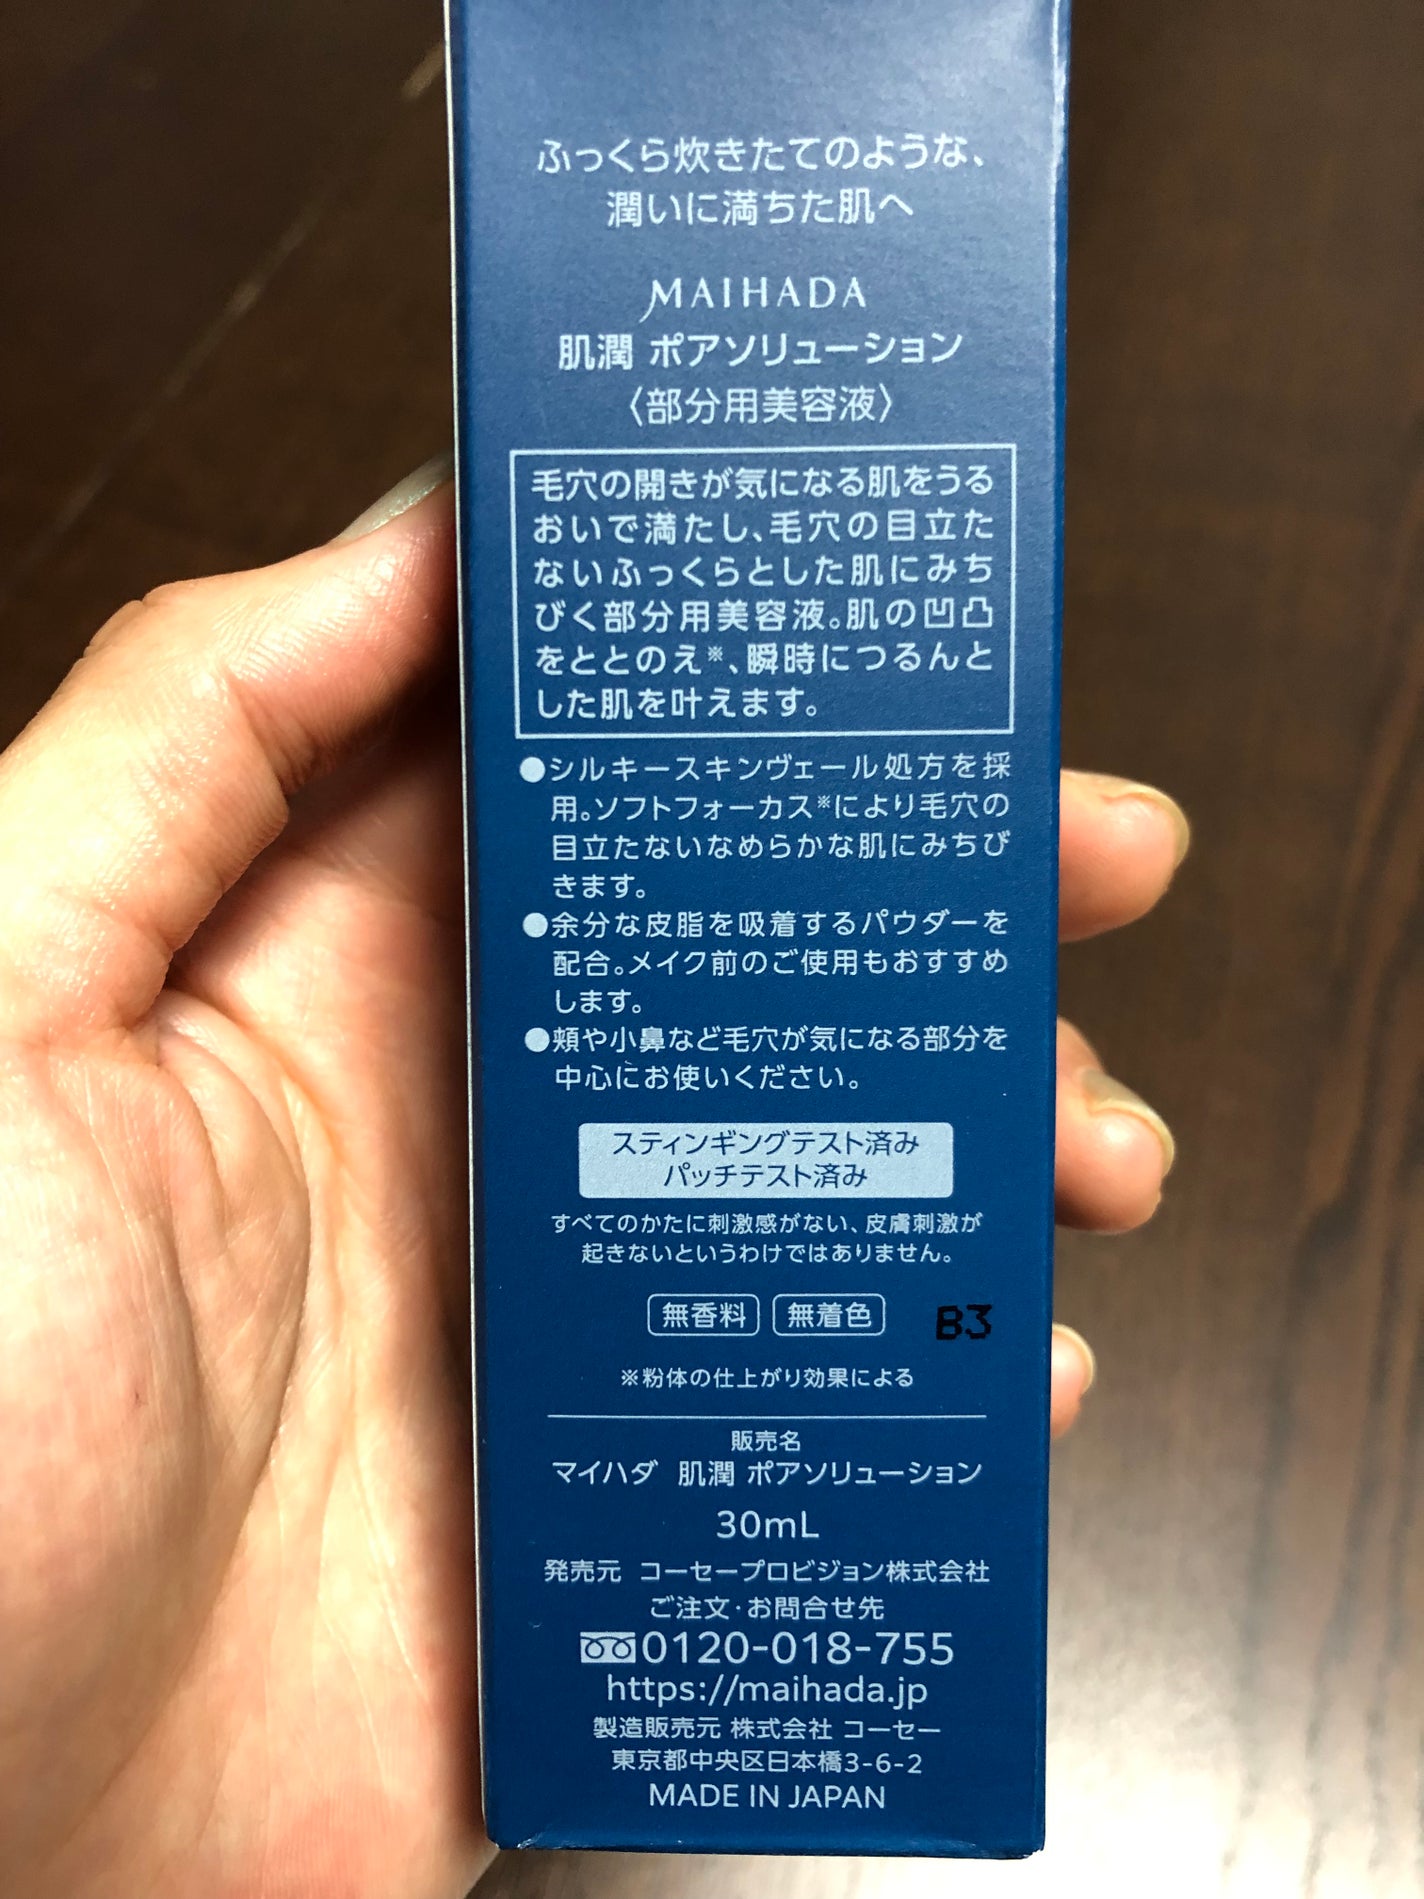 ふっくら炊きたてのような、
潤いに満ちた肌へ
MAIHADA
肌潤 ポアソリューション
〈部分用美容液〉
毛穴の開きが気になる肌をうる
おいで満たし、毛穴の目立た
ないふっくらとした肌にみち
びく部分用美容液。肌の凹凸
をととのえ※、瞬時につるんと
した肌を叶えます。
●シルキースキンヴェール処方を採
用。ソフトフォーカス※により毛穴の
目立たないなめらかな肌にみちび
きます。
●余分な皮脂を吸着するパウダーを
配合。メイク前のご使用もおすすめ
します。
●頬や小鼻など毛穴が気になる部分を
中心にお使いください。
スティンギングテスト済み
パッチテスト済み
すべてのかたに刺激感がない、皮膚刺激が
起きないというわけではありません。
無香料 無着色 B3
※粉体の仕上がり効果による
販売名
マイハダ 肌潤 ポアソリューション
30mL
発売元 コーセープロビジョン株式会社
ご注文・お問合せ先
0120-018-755
https://maihada.jp
製造販売元 株式会社 コーセー
東京都中央区日本橋3-6-2
MADE IN JAPAN